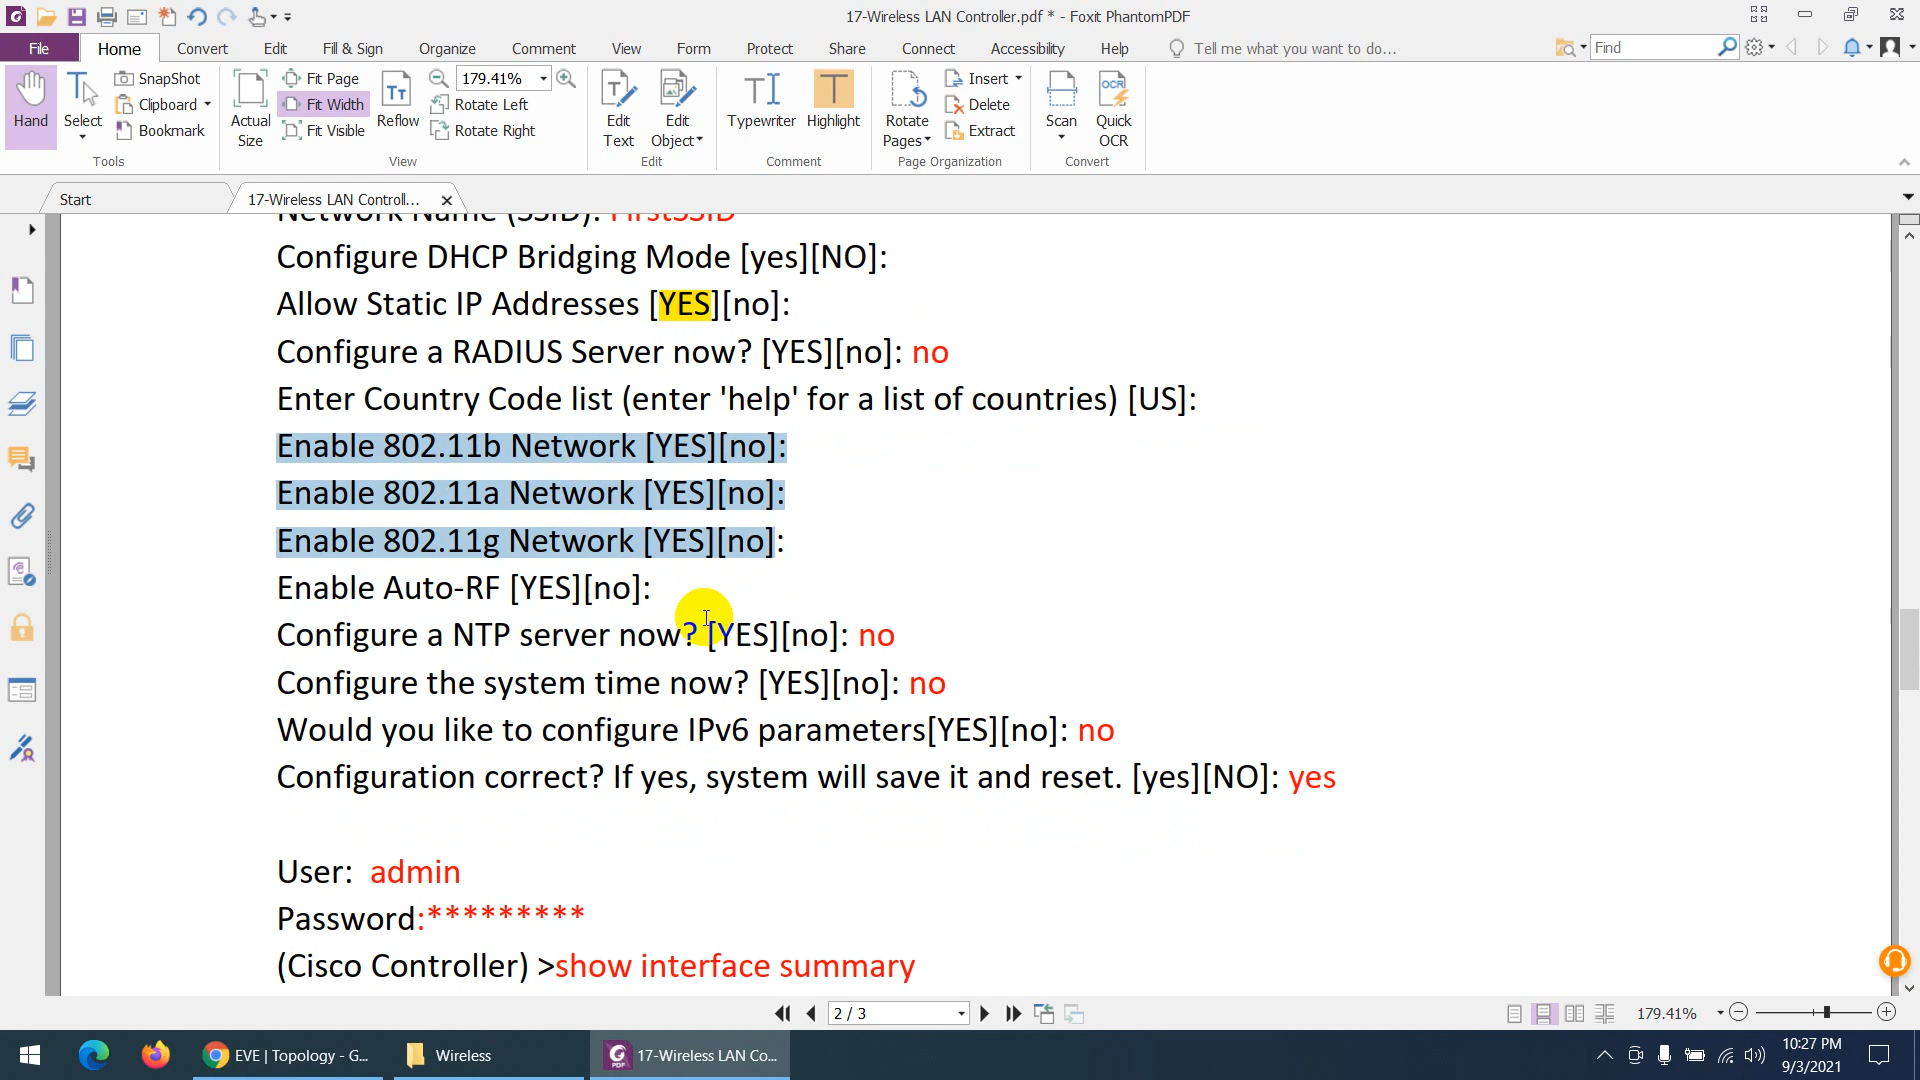 17-Wireless LAN Controller.pdf * - Foxit PhantomPDF
File Home Convert Edit Fill & Sign Organize Comment View Form Protect Share Connect Accessibility Help Tell me what you want to do... Find
SnapShot Fit Page 179.41% Insert
Clipboard Fit Width Rotate Left Delete
Hand Select Bookmark Actual Size Fit Visible Reflow Rotate Right Edit Text Edit Object Typewriter Highlight Rotate Pages Extract Scan Quick OCR
Tools View Edit Comment Page Organization Convert
Start 17-Wireless LAN Controll...
Network Name (SSID): FirstSSID
Configure DHCP Bridging Mode [yes][NO]:
Allow Static IP Addresses [YES][no]:
Configure a RADIUS Server now? [YES][no]: no
Enter Country Code list (enter 'help' for a list of countries) [US]:
Enable 802.11b Network [YES][no]:
Enable 802.11a Network [YES][no]:
Enable 802.11g Network [YES][no]:
Enable Auto-RF [YES][no]:
Configure a NTP server now? [YES][no]: no
Configure the system time now? [YES][no]: no
Would you like to configure IPv6 parameters[YES][no]: no
Configuration correct? If yes, system will save it and reset. [yes][NO]: yes
User: admin
Password:*********
(Cisco Controller) >show interface summary
2 / 3 179.41%
EVE | Topology - G... Wireless 17-Wireless LAN Co... 10:27 PM
9/3/2021